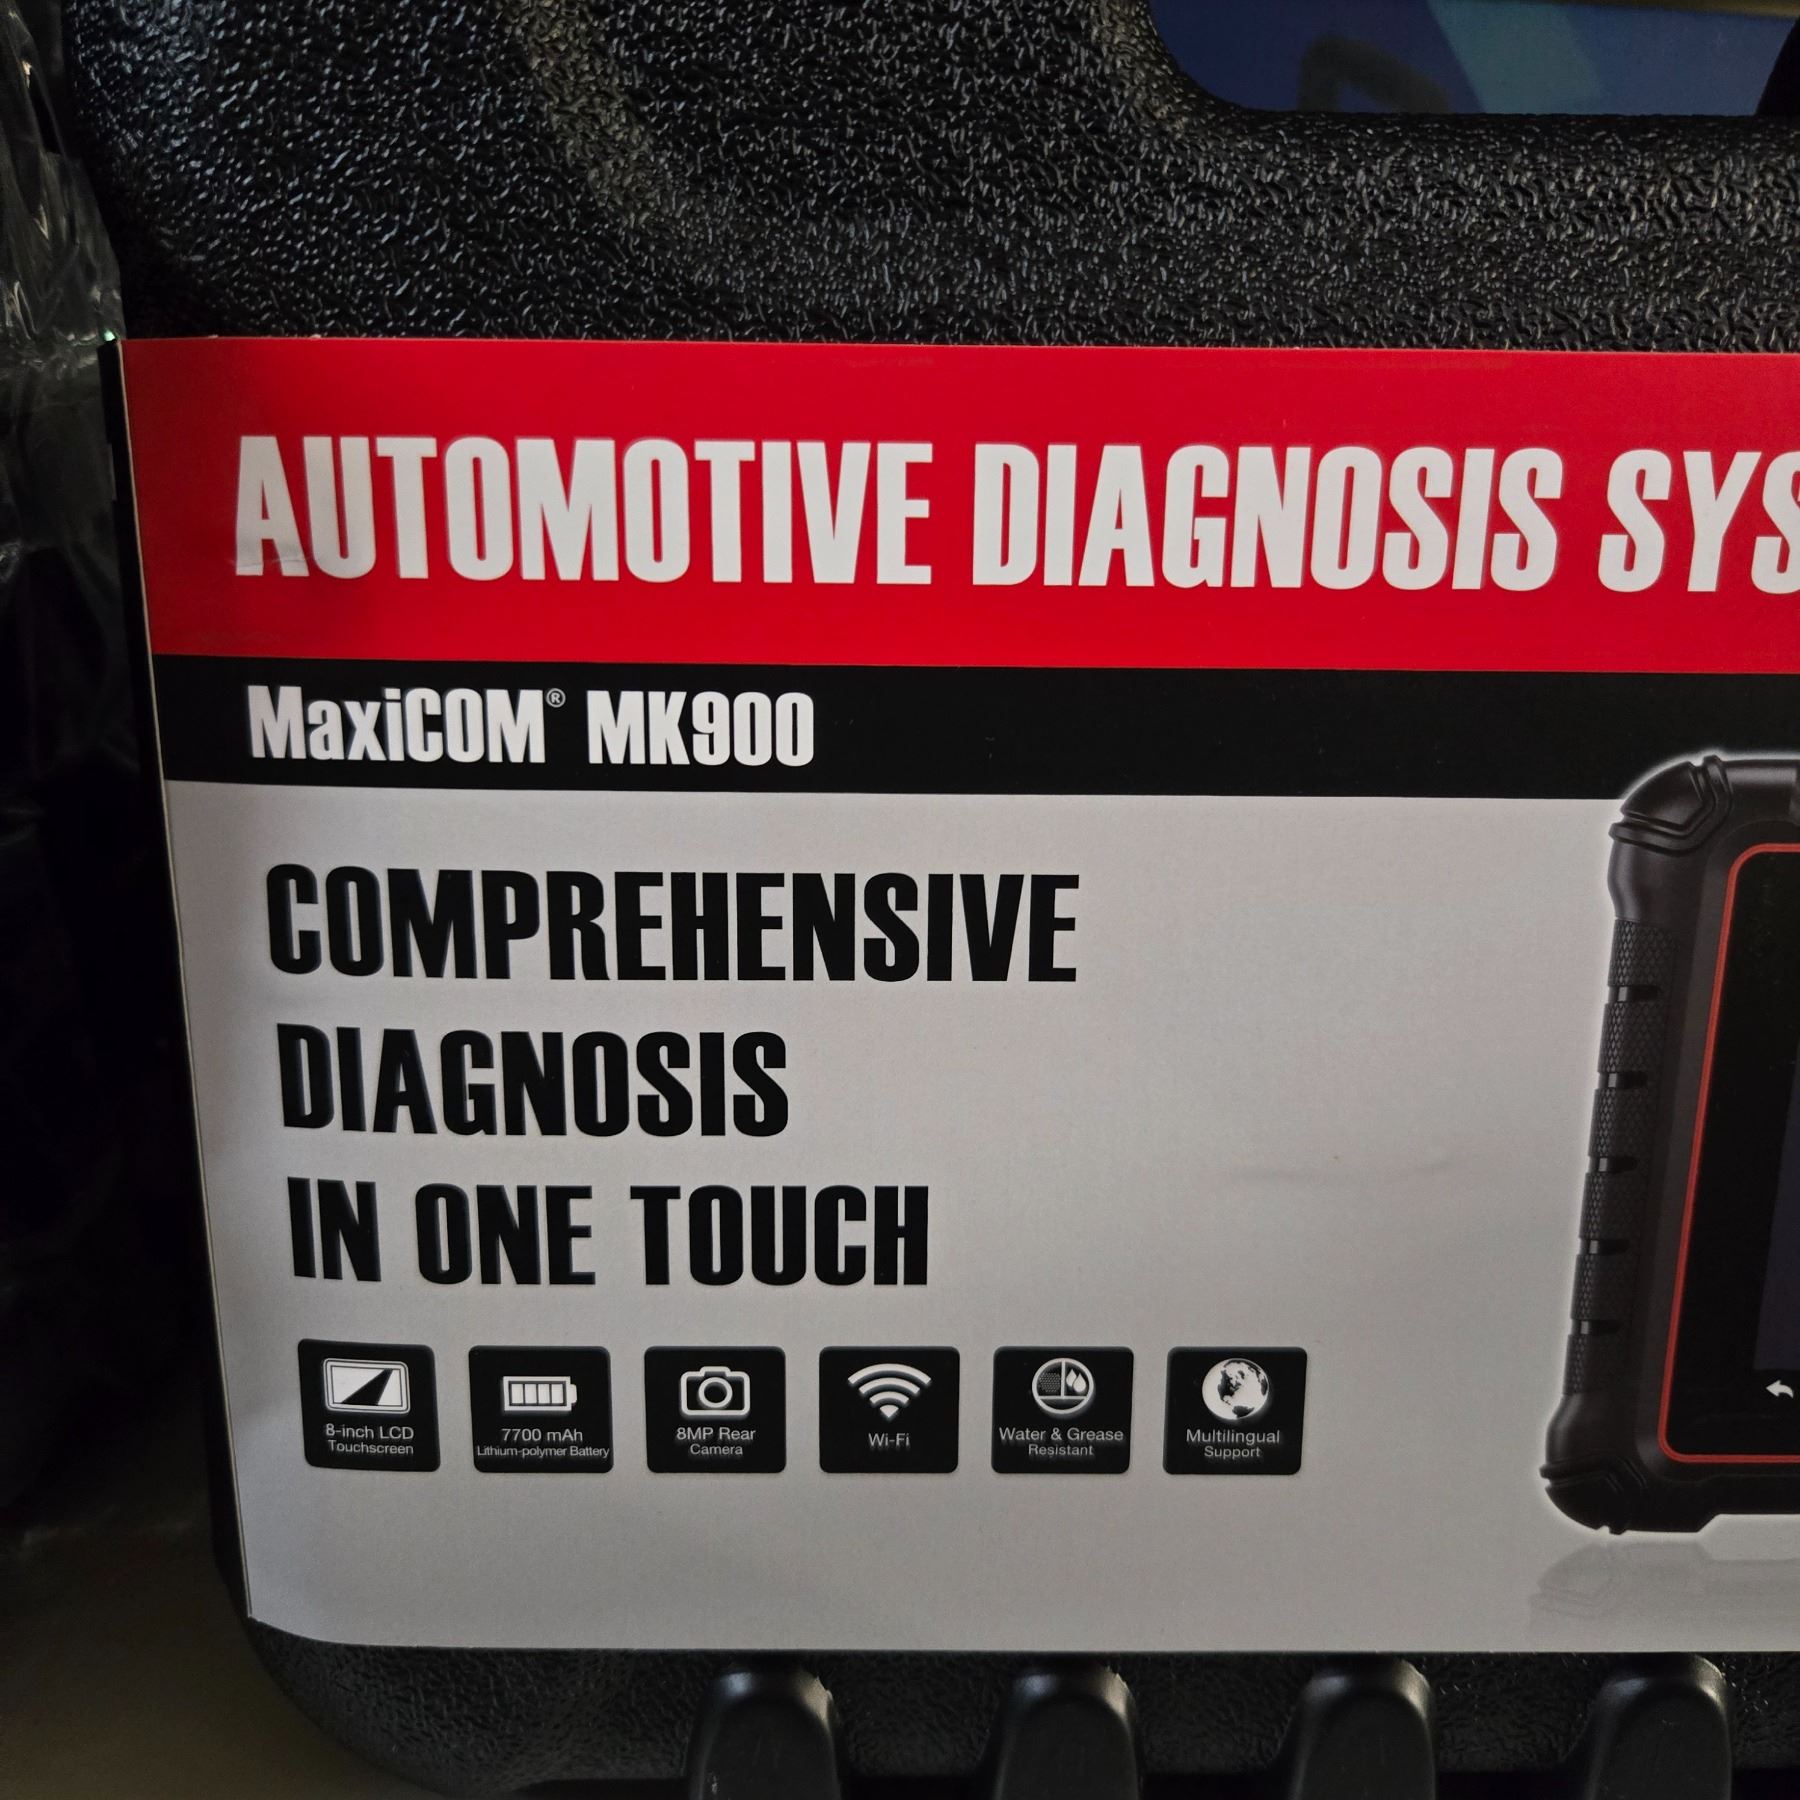 AUTOMOTIVE DIAGNOSIS SYS
MaxiCOM® MK900
COMPREHENSIVE
DIAGNOSIS
IN ONE TOUCH
8-inch LCD
Touchscreen
7700 mAh
Lithium-polymer Battery
8MP Rear
Camera
Wi-Fi
Water & Grease
Resistant
Multilingual
Support